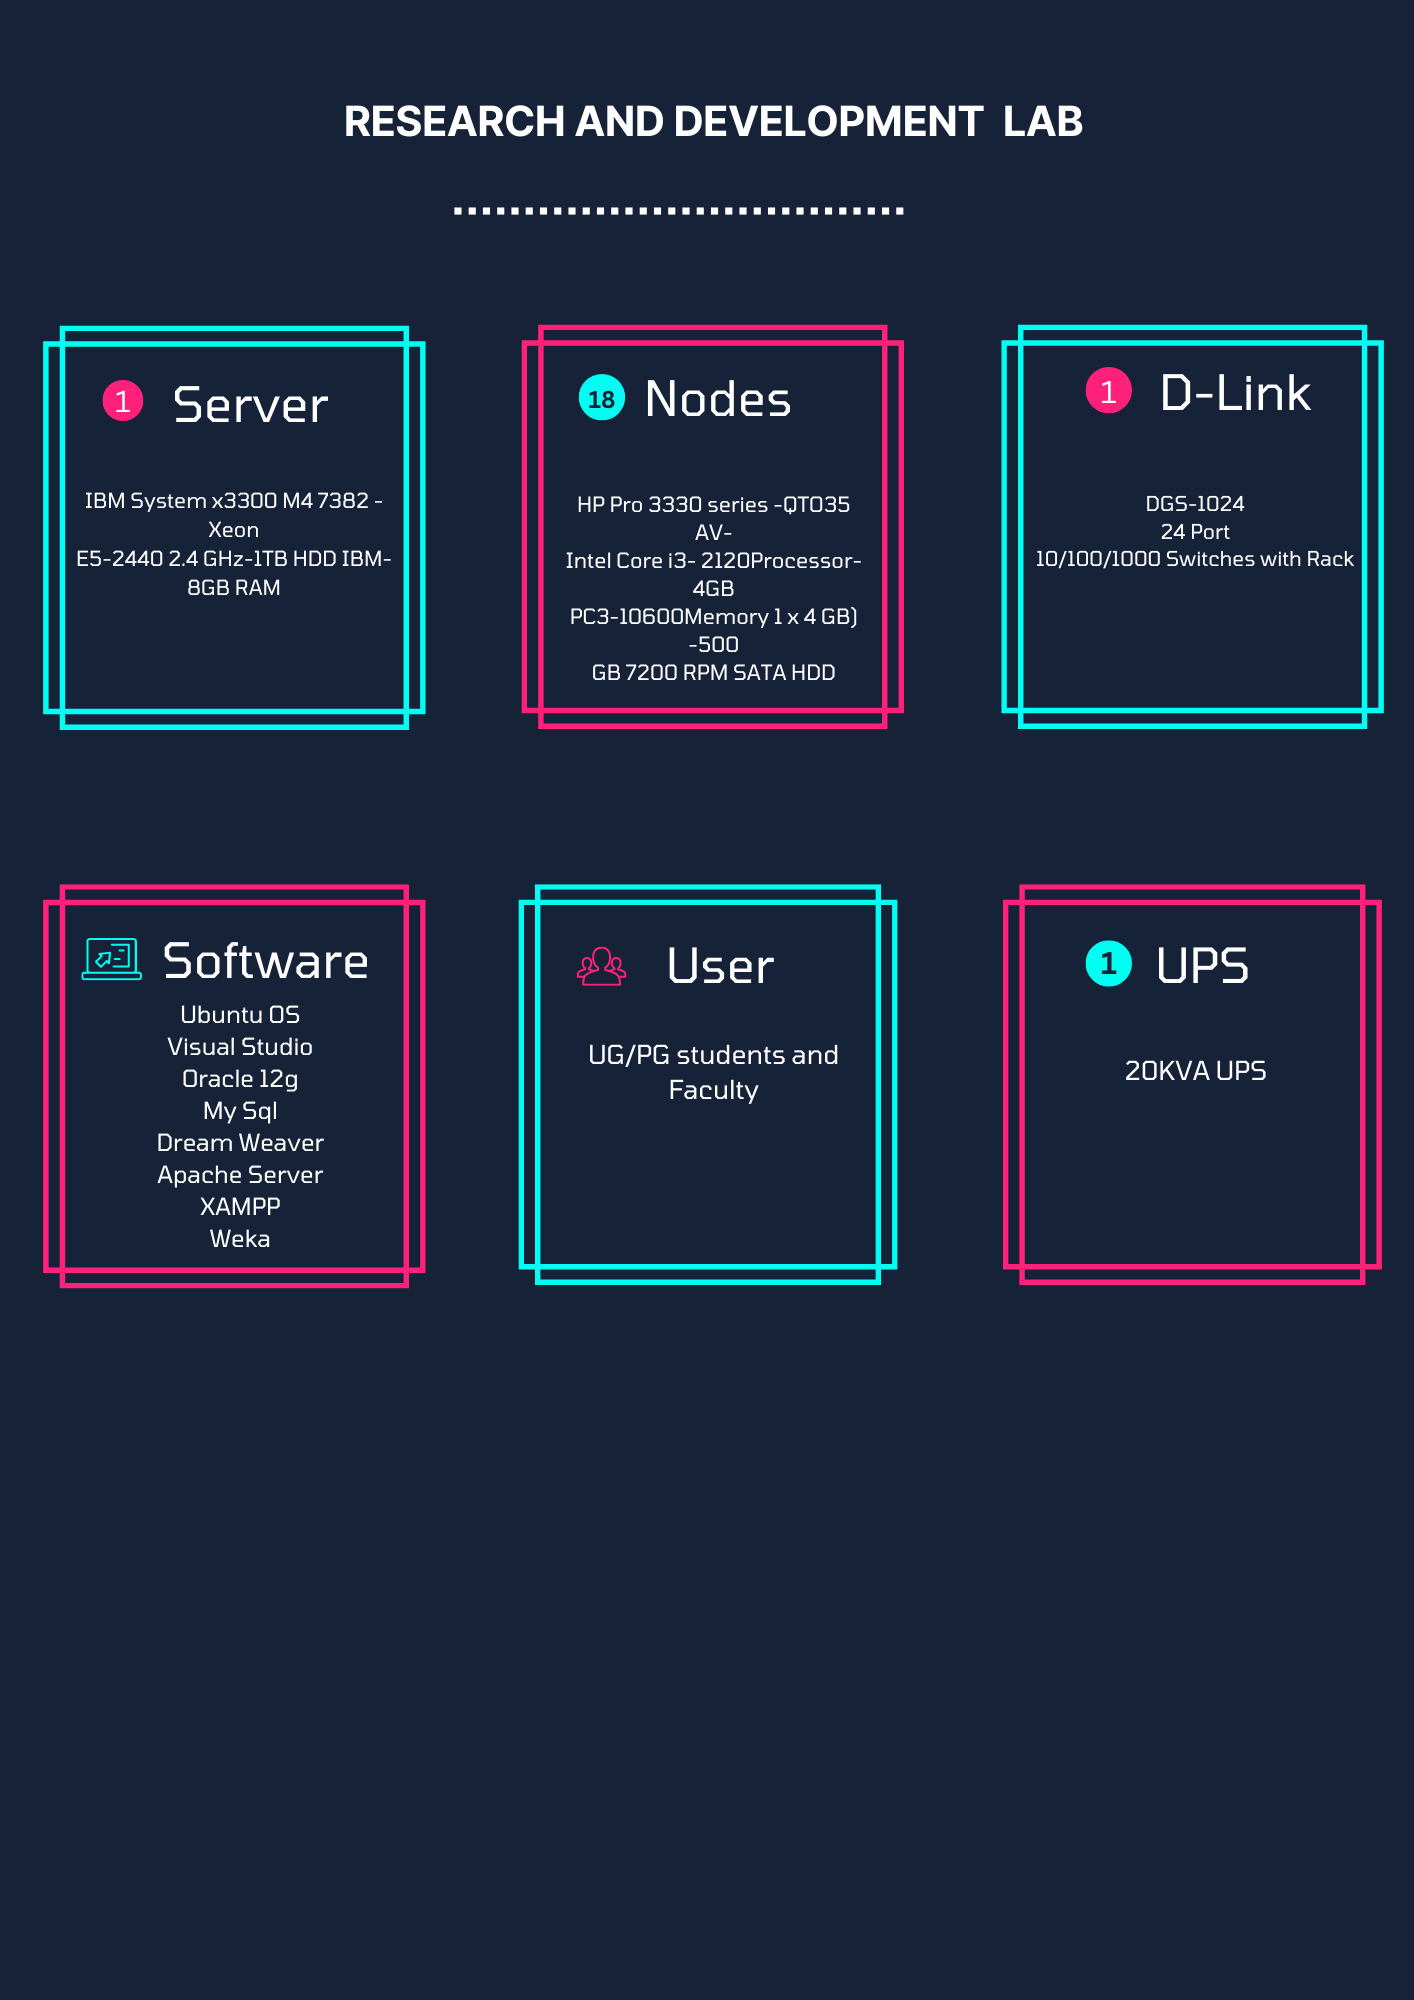 RESEARCH AND DEVELOPMENT LAB
1 Server
IBM System x3300 M4 7382 -
Xeon
E5-2440 2.4 GHz-1TB HDD IBM-
8GB RAM
18 Nodes
HP Pro 3330 series -QT035
AV-
Intel Core i3- 2120Processor-
4GB
PC3-10600Memory 1 x 4 GB)
-500
GB 7200 RPM SATA HDD
1 D-Link
DGS-1024
24 Port
10/100/1000 Switches with Rack
Software
Ubuntu OS
Visual Studio
Oracle 12g
My Sql
Dream Weaver
Apache Server
XAMPP
Weka
User
UG/PG students and
Faculty
1 UPS
20KVA UPS